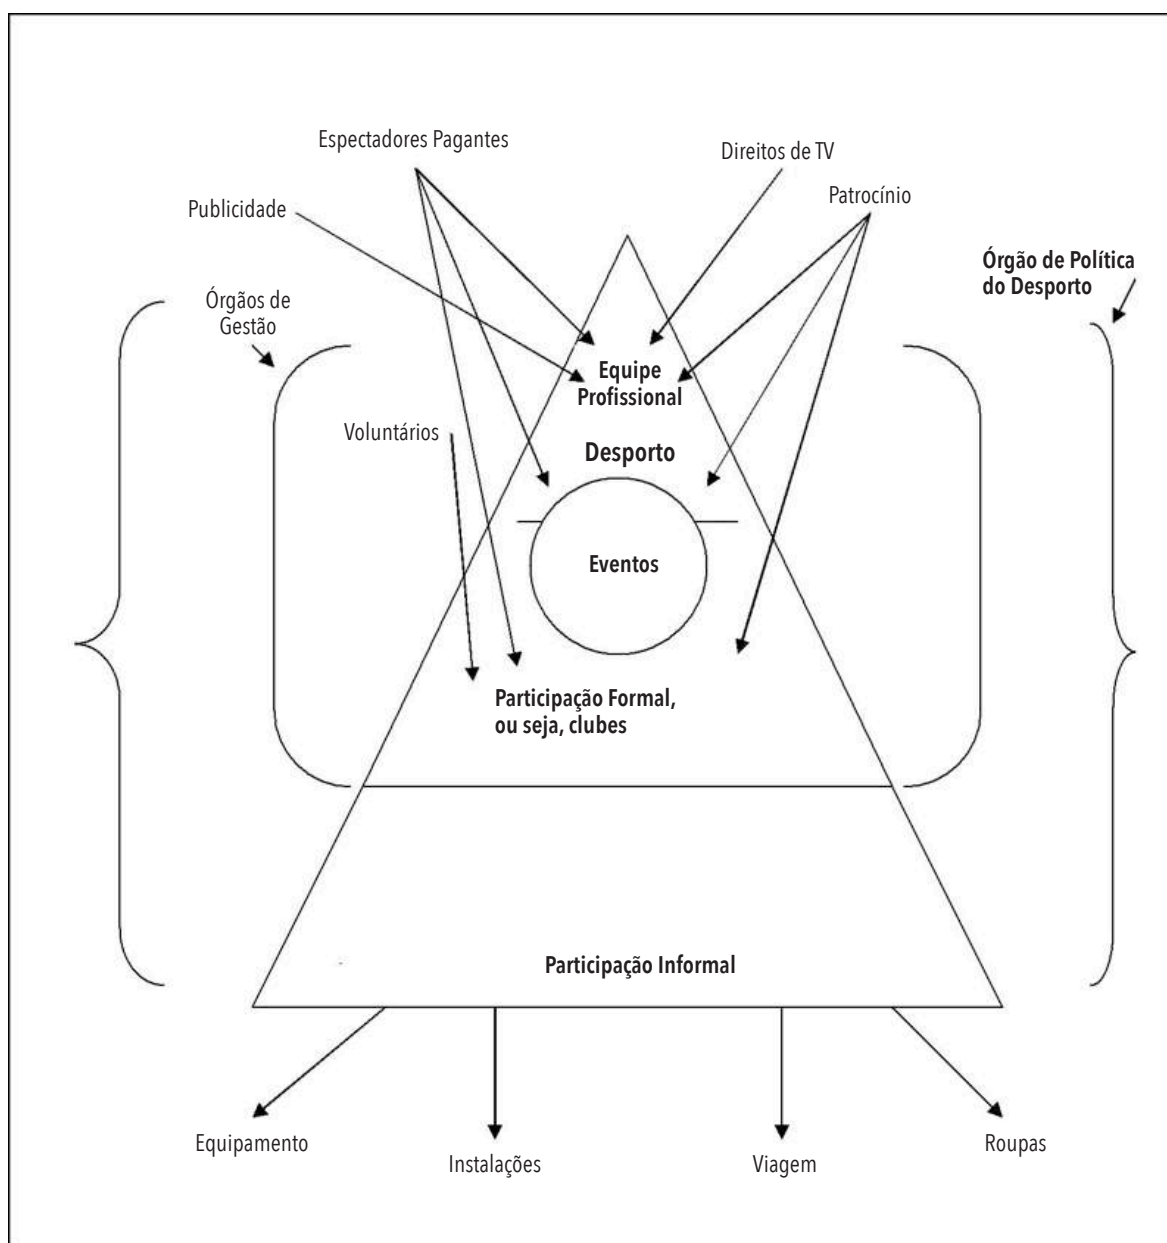 Espectadores Pagantes
Direitos de TV
Publicidade
Patrocínio
Órgão de Política
do Desporto
Órgãos de
Gestão
Equipe
Profissional
Voluntários
Desporto
Eventos
Participação Formal,
ou seja, clubes
Participação Informal
Equipamento
Instalações
Viagem
Roupas